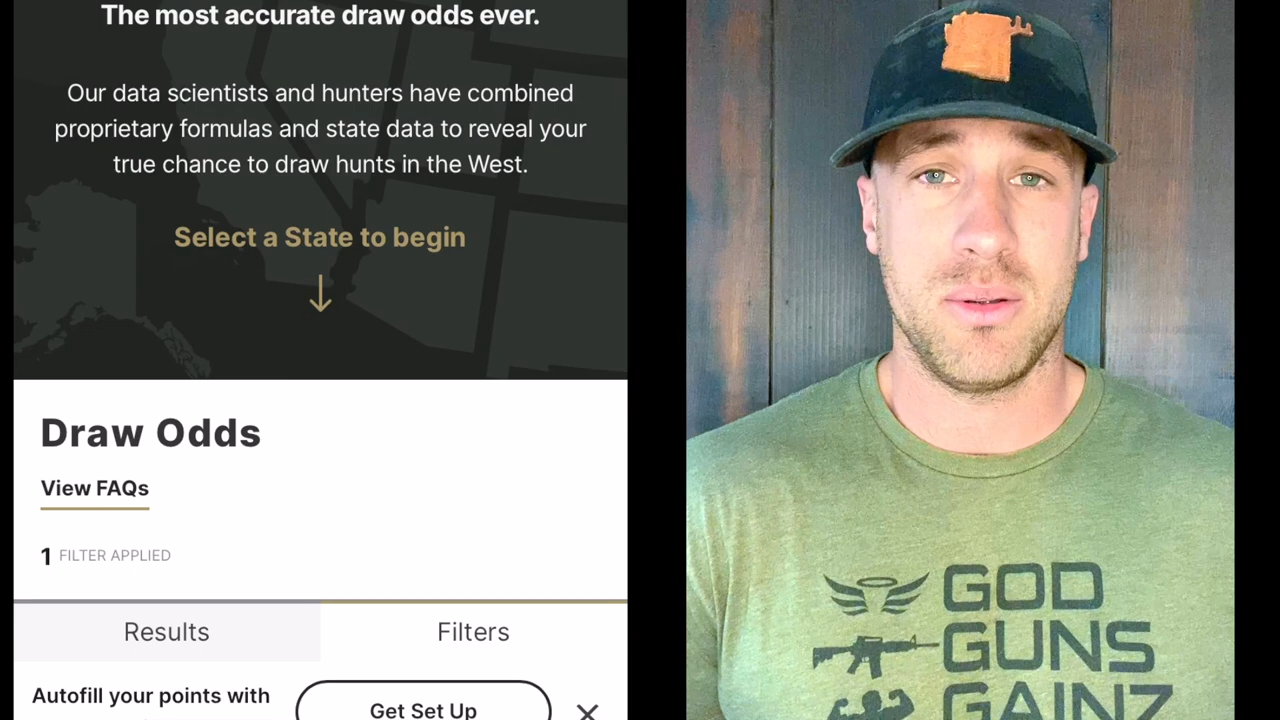 The most accurate draw odds ever.
Our data scientists and hunters have combined
proprietary formulas and state data to reveal your
true chance to draw hunts in the West.
Select a State to begin
Draw Odds
View FAQs
1 FILTER APPLIED
Results
Filters
Autofill your points with
Get Set Up
GOD
GUNS
GAINZ